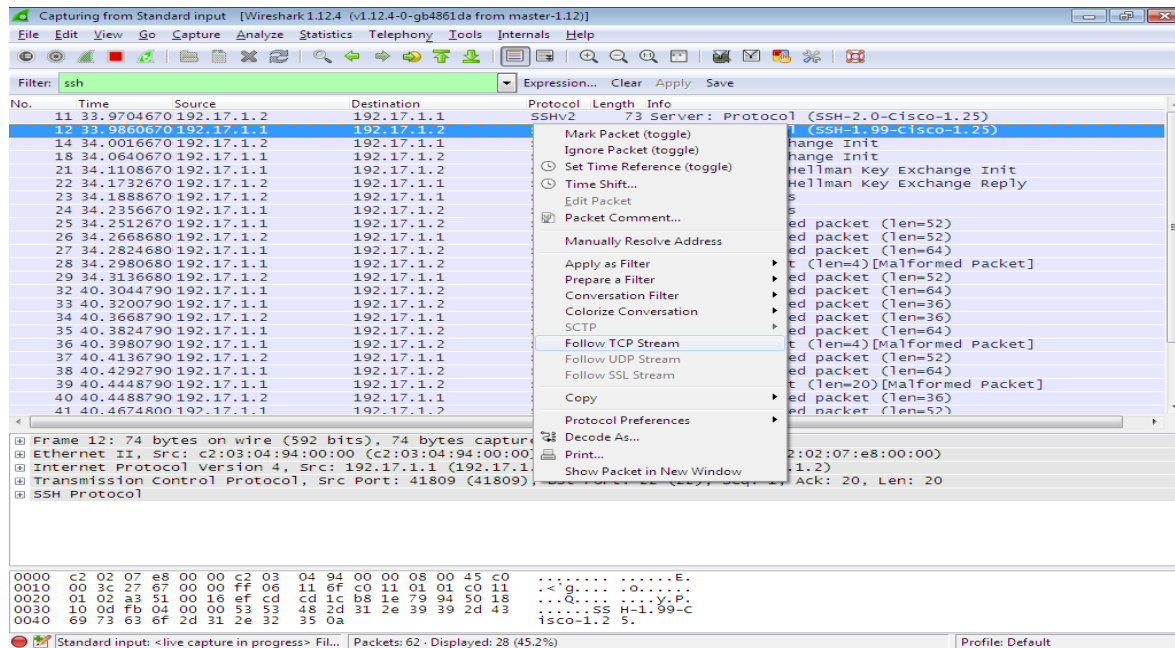 Capturing from Standard input [Wireshark 1.12.4 (v1.12.4-0-gb4861da from master-1.12)]
File Edit View Go Capture Analyze Statistics Telephony Tools Internals Help
Filter: ssh Expression... Clear Apply Save
No. Time Source Destination Protocol Length Info
11 33.9704670 192.17.1.2 192.17.1.1 SSHv2 73 Server: Protocol (SSH-2.0-Cisco-1.25)
12 33.9860670 192.17.1.1 192.17.1.2 l (SSH-1.99-Cisco-1.25)
14 34.0016670 192.17.1.2 192.17.1.1 hange Init
18 34.0640670 192.17.1.1 192.17.1.2 hange Init
21 34.1108670 192.17.1.1 192.17.1.2 Hellman Key Exchange Init
22 34.1732670 192.17.1.2 192.17.1.1 Hellman Key Exchange Reply
23 34.1888670 192.17.1.2 192.17.1.1 s
24 34.2356670 192.17.1.1 192.17.1.2 s
25 34.2512670 192.17.1.1 192.17.1.2 ed packet (len=52)
26 34.2668680 192.17.1.2 192.17.1.1 ed packet (len=52)
27 34.2824680 192.17.1.1 192.17.1.2 ed packet (len=64)
28 34.2980680 192.17.1.1 192.17.1.2 t (len=4)[Malformed Packet]
29 34.3136680 192.17.1.2 192.17.1.1 ed packet (len=52)
32 40.3044790 192.17.1.1 192.17.1.2 ed packet (len=64)
33 40.3200790 192.17.1.1 192.17.1.2 ed packet (len=36)
34 40.3668790 192.17.1.2 192.17.1.1 ed packet (len=36)
35 40.3824790 192.17.1.1 192.17.1.2 ed packet (len=64)
36 40.3980790 192.17.1.1 192.17.1.2 t (len=4)[Malformed Packet]
37 40.4136790 192.17.1.2 192.17.1.1 ed packet (len=52)
38 40.4292790 192.17.1.1 192.17.1.2 ed packet (len=64)
39 40.4448790 192.17.1.1 192.17.1.2 t (len=20)[Malformed Packet]
40 40.4488790 192.17.1.2 192.17.1.1 ed packet (len=36)
41 40.4674800 192.17.1.1 192.17.1.2 ed packet (len=52)
Mark Packet (toggle)
Ignore Packet (toggle)
Set Time Reference (toggle)
Time Shift...
Edit Packet
Packet Comment...
Manually Resolve Address
Apply as Filter
Prepare a Filter
Conversation Filter
Colorize Conversation
SCTP
Follow TCP Stream
Follow UDP Stream
Follow SSL Stream
Copy
Protocol Preferences
Decode As...
Print...
Show Packet in New Window
Frame 12: 74 bytes on wire (592 bits), 74 bytes capture
Ethernet II, Src: c2:03:04:94:00:00 (c2:03:04:94:00:00) 2:02:07:e8:00:00)
Internet Protocol Version 4, Src: 192.17.1.1 (192.17.1. .1.2)
Transmission Control Protocol, Src Port: 41809 (41809), Dst Port: 22 (22), Seq: 1, Ack: 20, Len: 20
SSH Protocol
0000 c2 02 07 e8 00 00 c2 03 04 94 00 00 08 00 45 c0 ........ ......E.
0010 00 3c 27 67 00 00 ff 06 11 6f c0 11 01 01 c0 11 .<'g.... .o......
0020 01 02 a3 51 00 16 ef cd cd 1c b8 1e 79 94 50 18 ...Q.... ....y.P.
0030 10 0d fb 04 00 00 53 53 48 2d 31 2e 39 39 2d 43 ......SS H-1.99-C
0040 69 73 63 6f 2d 31 2e 32 35 0a isco-1.2 5.
Standard input: <live capture in progress> Fil... Packets: 62 · Displayed: 28 (45.2%) Profile: Default